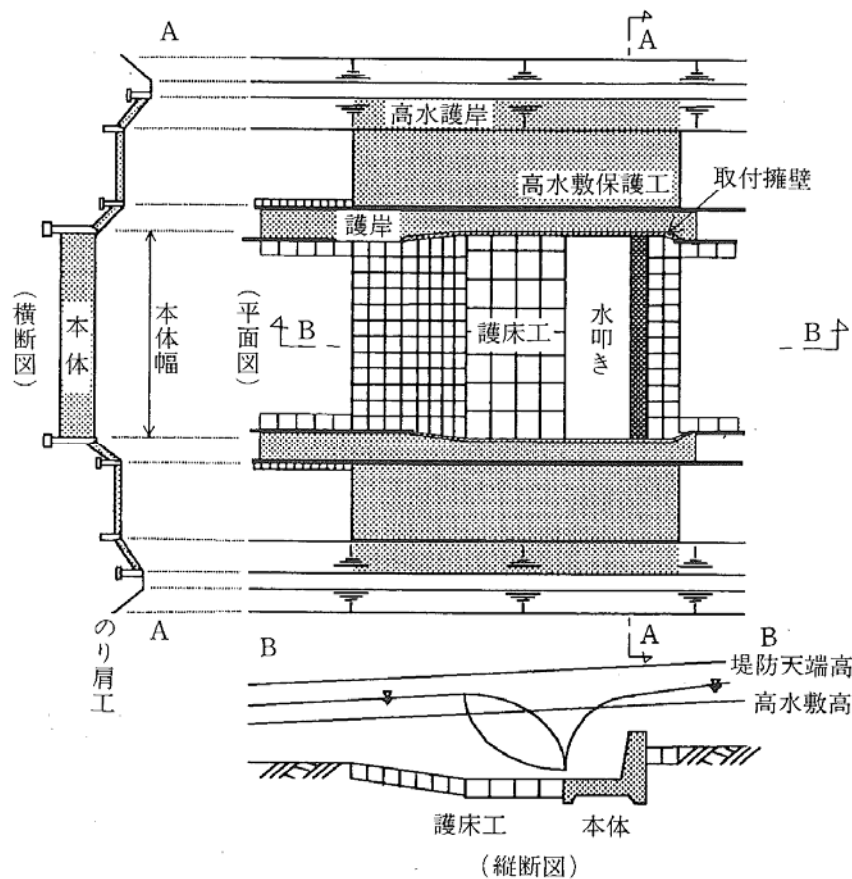 A
A
高水護岸
高水敷保護工
取付擁壁
護岸
(横断図)
本体
本体幅
(平面図)
B
護床工
水叩き
B
のり肩工
A
B
A
B
堤防天端高
高水敷高
護床工
本体
(縦断図)